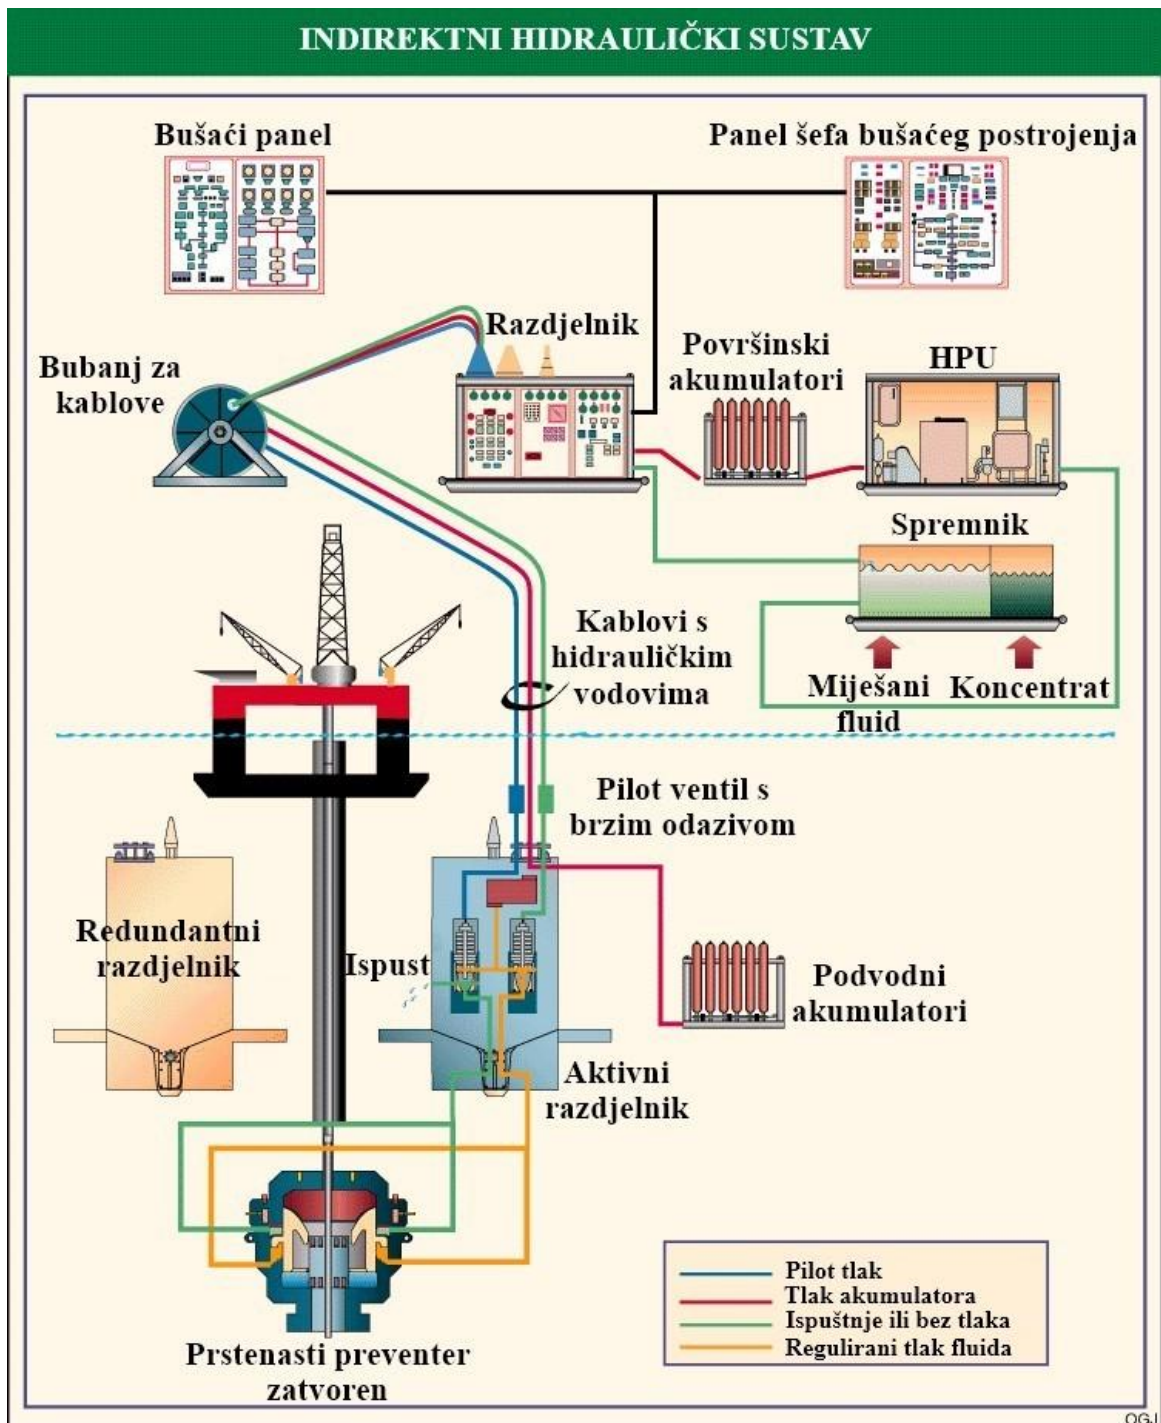 INDIREKTNI HIDRAULIČKI SUSTAV
Bušaći panel
Panel šefa bušaćeg postrojenja
Razdjelnik
Bubanj za
kablove
Površinski
akumulatori
HPU
Spremnik
Kablovi s
hidrauličkim
vodovima
Miješani
fluid
Koncentrat
Pilot ventil s
brzim odazivom
Redundantni
razdjelnik
Ispust
Podvodni
akumulatori
Aktivni
razdjelnik
Prstenasti preventer
zatvoren
Pilot tlak
Tlak akumulatora
Ispuštnje ili bez tlaka
Regulirani tlak fluida